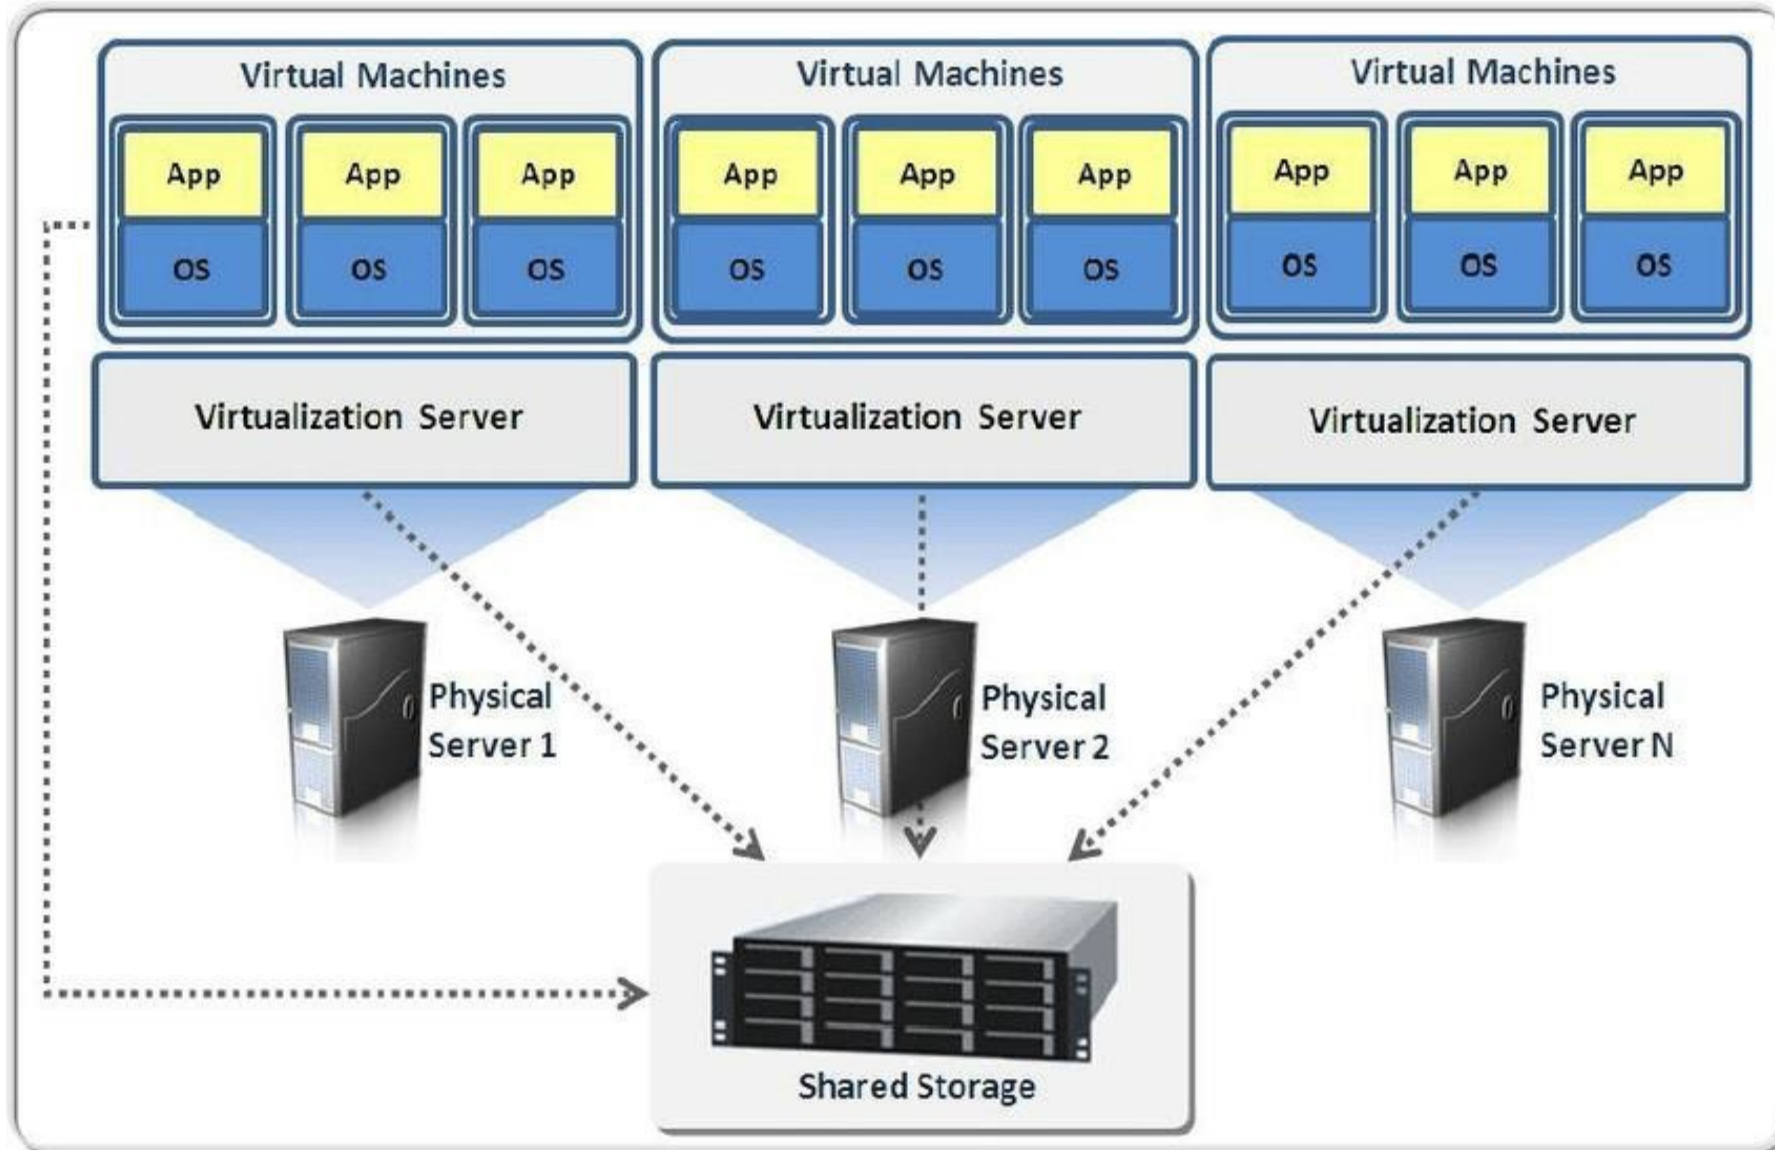 Virtual Machines
Virtual Machines
Virtual Machines
App
App
App
App
App
App
App
App
App
OS
OS
OS
OS
OS
OS
OS
OS
OS
Virtualization Server
Virtualization Server
Virtualization Server
Physical
Server 1
Physical
Server 2
Physical
Server N
Shared Storage